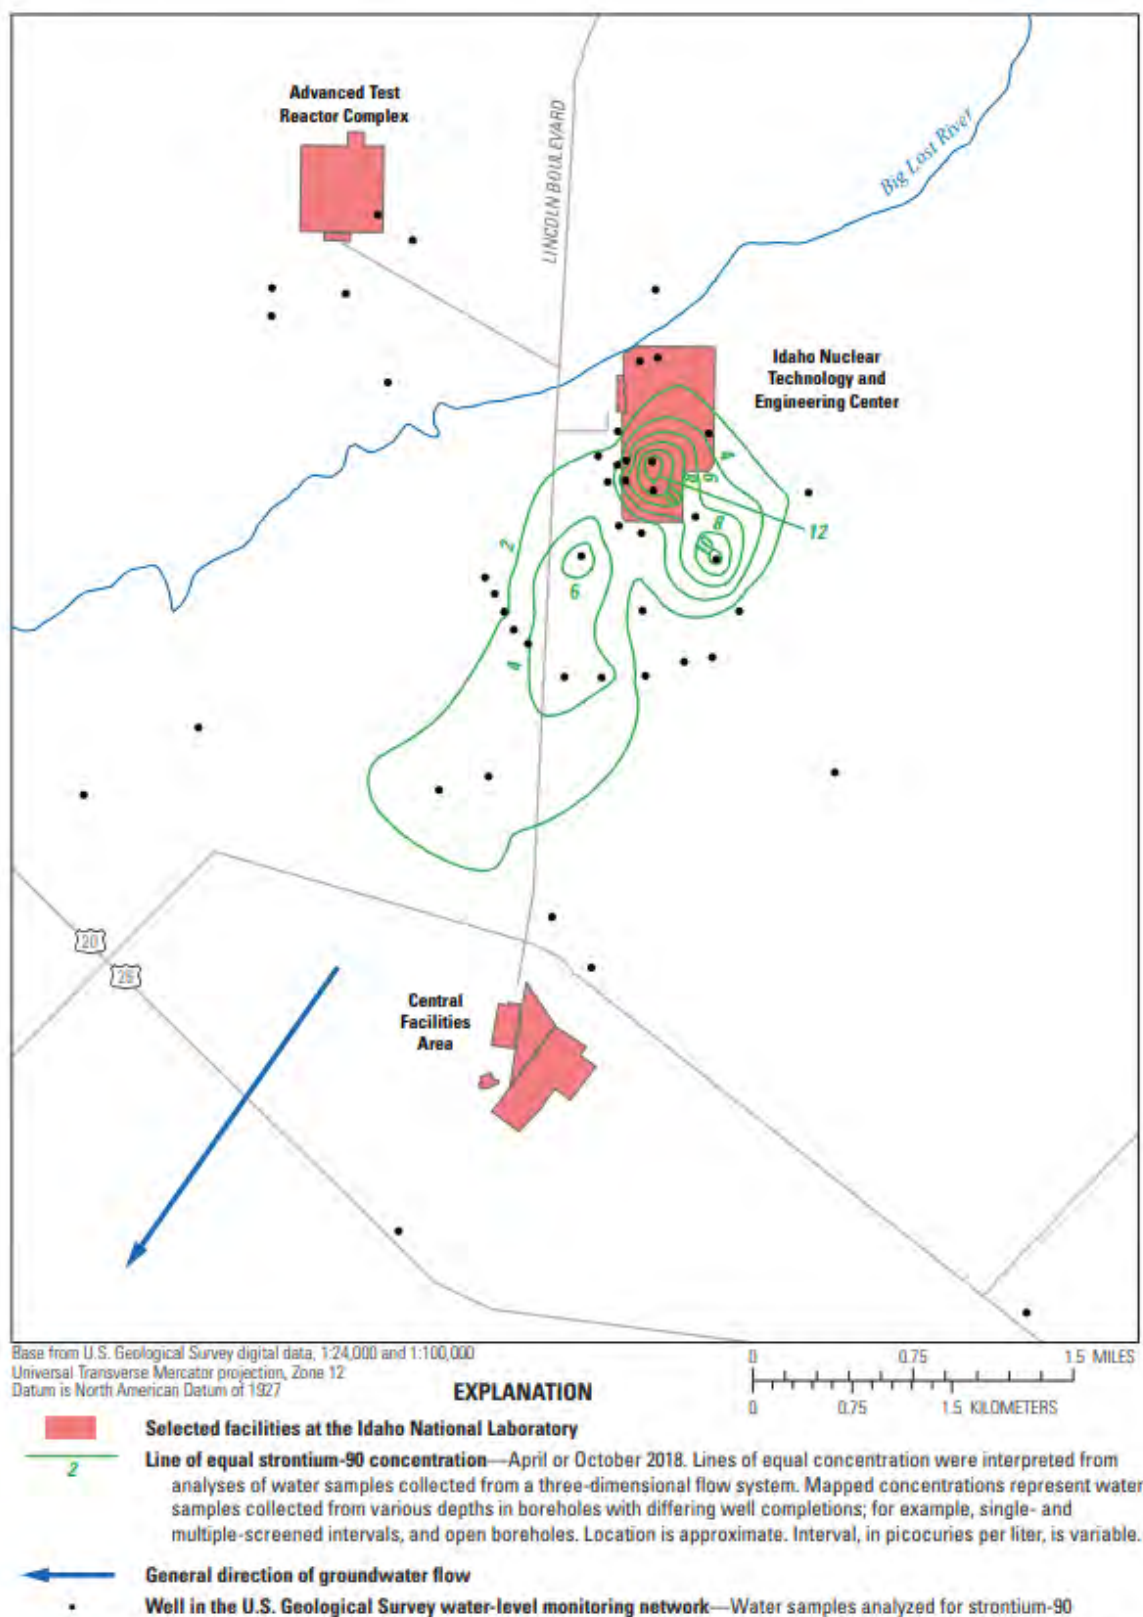 Advanced Test
Reactor Complex
LINCOLN BOULEVARD
Big Lost River
Idaho Nuclear
Technology and
Engineering Center
4
6
8
8
10
12
2
6
4
20
26
Central
Facilities
Area
Base from U.S. Geological Survey digital data, 1:24,000 and 1:100,000
Universal Transverse Mercator projection, Zone 12
Datum is North American Datum of 1927
0 0.75 1.5 MILES
0 0.75 1.5 KILOMETERS
EXPLANATION
Selected facilities at the Idaho National Laboratory
2
Line of equal strontium-90 concentration—April or October 2018. Lines of equal concentration were interpreted from
analyses of water samples collected from a three-dimensional flow system. Mapped concentrations represent water
samples collected from various depths in boreholes with differing well completions; for example, single- and
multiple-screened intervals, and open boreholes. Location is approximate. Interval, in picocuries per liter, is variable.
General direction of groundwater flow
Well in the U.S. Geological Survey water-level monitoring network—Water samples analyzed for strontium-90